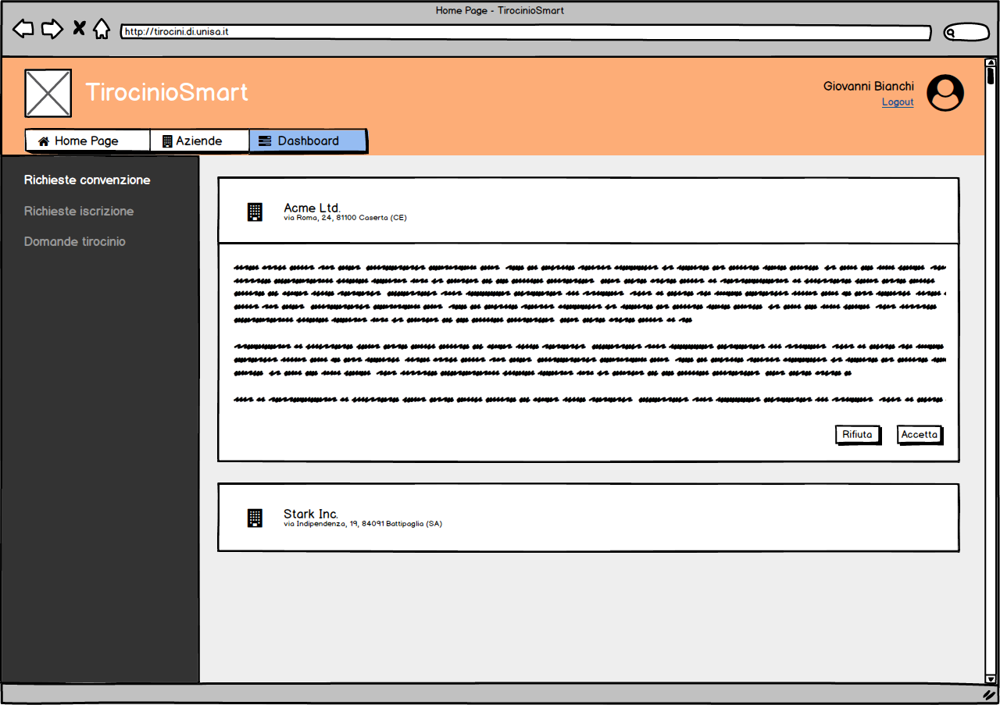 Home Page - TirocinioSmart
http://tirocini.di.unisa.it
TirocinioSmart
Giovanni Bianchi
Logout
Home Page
Aziende
Dashboard
Richieste convenzione
Richieste iscrizione
Domande tirocinio
Acme Ltd.
via Roma, 24, 81100 Caserta (CE)
Rifiuta
Accetta
Stark Inc.
via Indipendenza, 19, 84091 Battipaglia (SA)